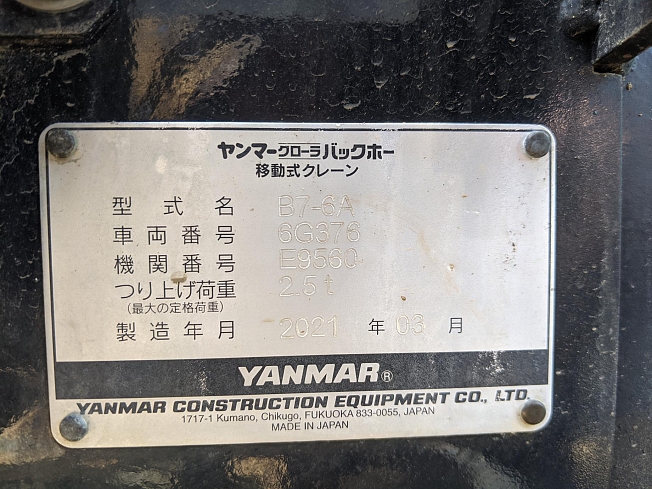 ヤンマークローラバックホー
移動式クレーン
型式名 B7-6A
車両番号 6G376
機関番号 E9560
つり上げ荷重 2.5t
(最大の定格荷重)
製造年月 2021 年 03 月
YANMAR®
YANMAR CONSTRUCTION EQUIPMENT CO., LTD.
1717-1 Kumano, Chikugo, FUKUOKA 833-0055, JAPAN
MADE IN JAPAN